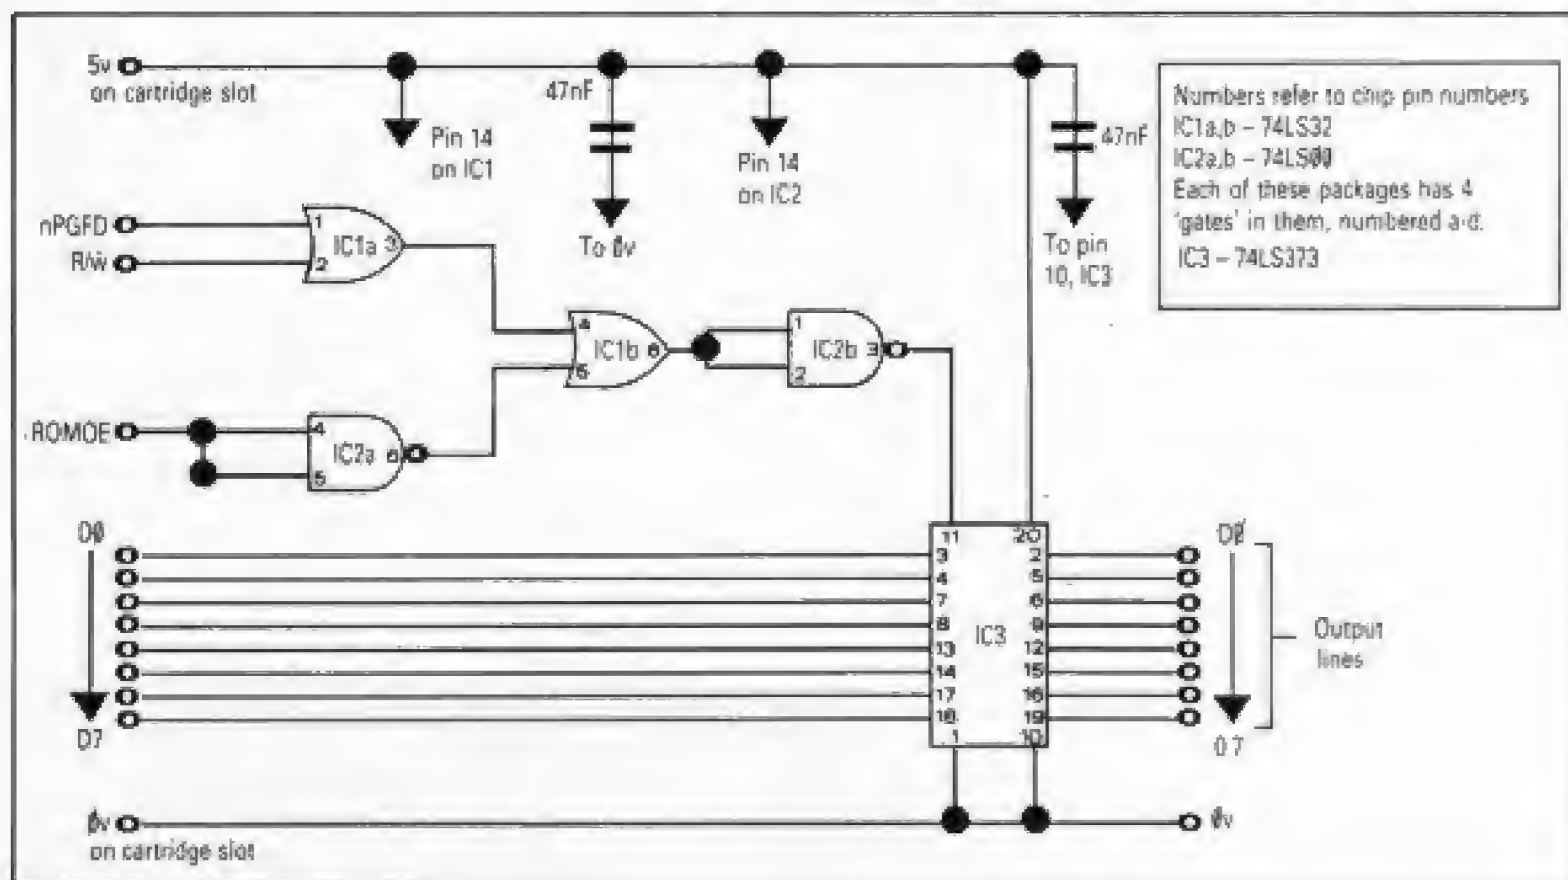 5v
on cartridge slot
47nF
Pin 14
on IC1
To 0v
Pin 14
on IC2
47nF
To pin
10, IC3
Numbers refer to chip pin numbers
IC1a,b – 74LS32
IC2a,b – 74LS00
Each of these packages has 4
'gates' in them, numbered a-d.
IC3 – 74LS373
nPGFD
R/W
1
2
IC1a
3
4
5
IC1b
6
1
2
IC2b
3
ROMOE
4
5
IC2a
6
D0
D7
11
20
3
4
7
8
13
14
17
18
1
IC3
2
5
6
9
12
15
16
19
10
D0
0 7
Output
lines
0v
on cartridge slot
0v